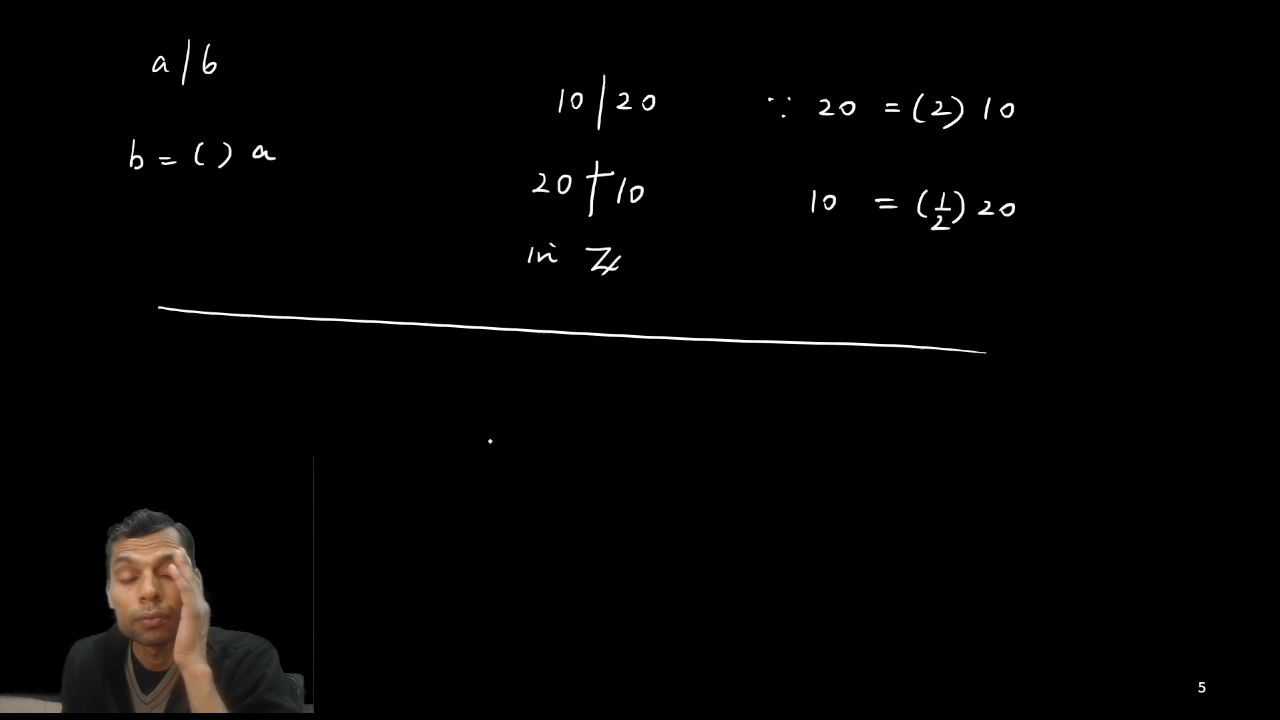 a | b
10 | 20 ∵ 20 = (2) 10
b = ( ) a
20 ∤ 10 10 = (1/2) 20
in ℤ
5